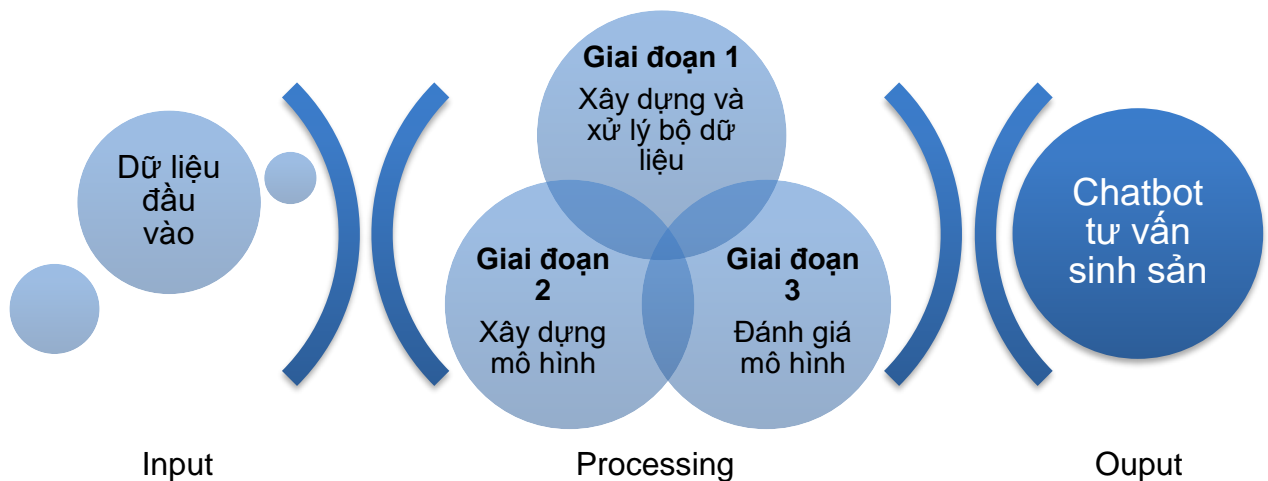 Dữ liệu
đầu
vào
Giai đoạn 1
Xây dựng và
xử lý bộ dữ
liệu
Giai đoạn
2
Xây dựng
mô hình
Giai đoạn
3
Đánh giá
mô hình
Chatbot
tư vấn
sinh sản
Input
Processing
Ouput